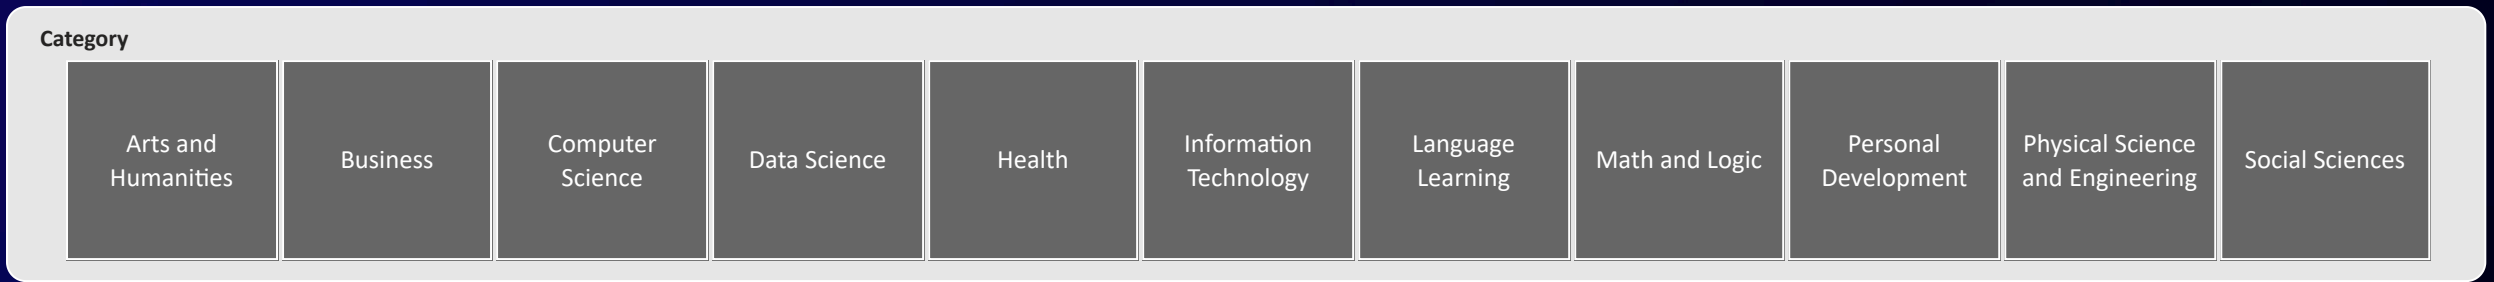 Category
Arts and
Humanities
Business
Computer
Science
Data Science
Health
Information
Technology
Language
Learning
Math and Logic
Personal
Development
Physical Science
and Engineering
Social Sciences